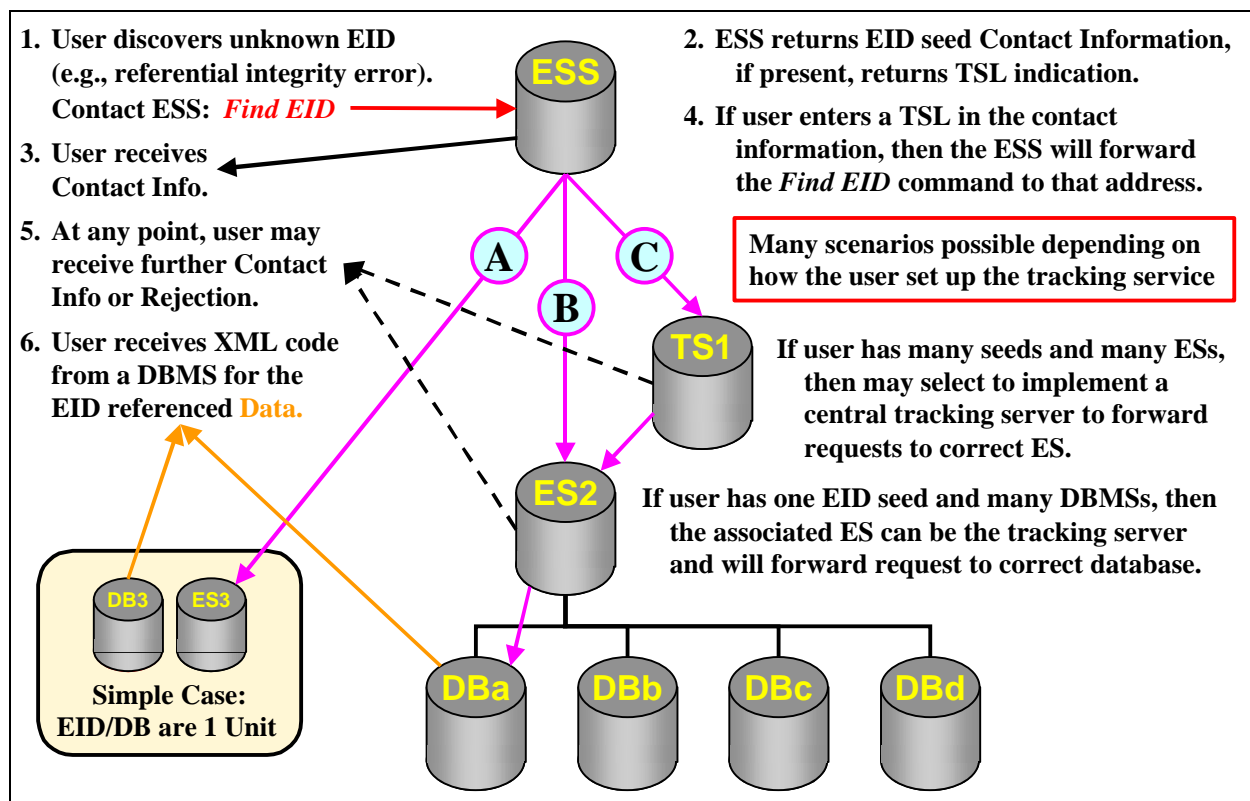 1. User discovers unknown EID
(e.g., referential integrity error).
Contact ESS: Find EID
3. User receives
Contact Info.
5. At any point, user may
receive further Contact
Info or Rejection.
6. User receives XML code
from a DBMS for the
EID referenced Data.
ESS
2. ESS returns EID seed Contact Information,
if present, returns TSL indication.
4. If user enters a TSL in the contact
information, then the ESS will forward
the Find EID command to that address.
Many scenarios possible depending on
how the user set up the tracking service
A
B
C
TS1
If user has many seeds and many ESs,
then may select to implement a
central tracking server to forward
requests to correct ES.
ES2
If user has one EID seed and many DBMSs, then
the associated ES can be the tracking server
and will forward request to correct database.
DB3
ES3
Simple Case:
EID/DB are 1 Unit
DBa
DBb
DBc
DBd